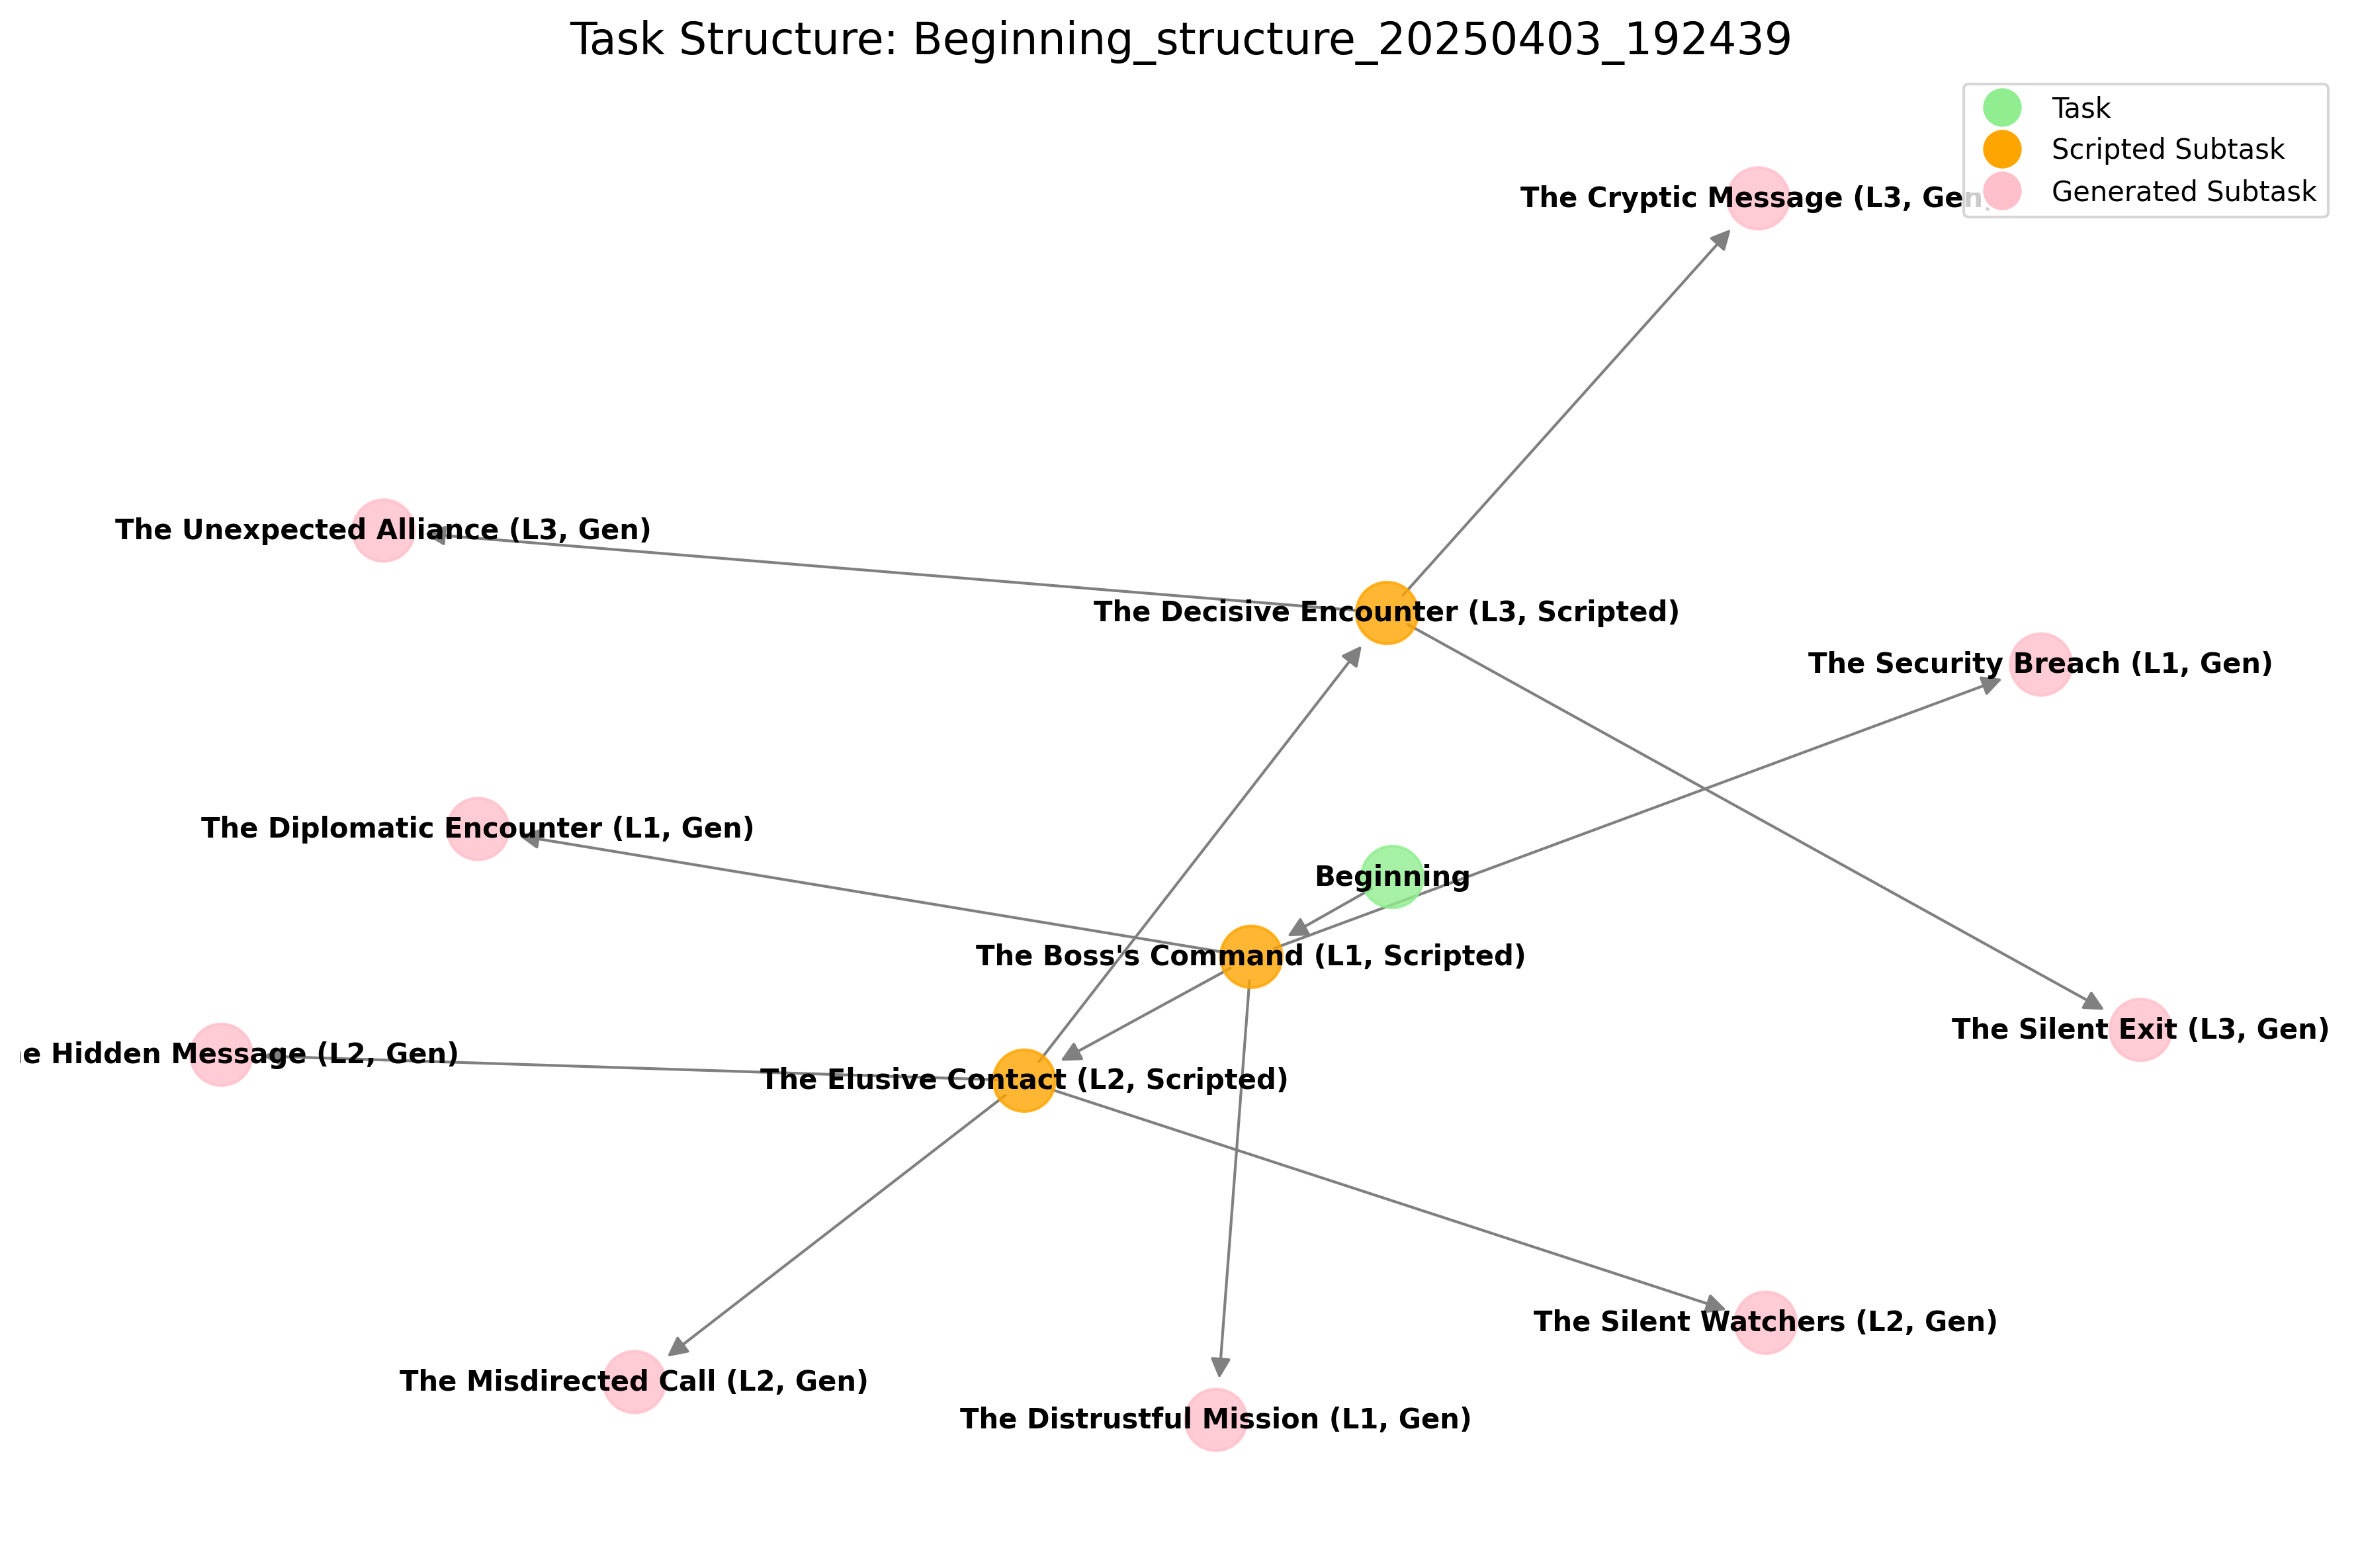 Task Structure: Beginning_structure_20250403_192439
Task
Scripted Subtask
Generated Subtask
The Cryptic Message (L3, Gen)
The Unexpected Alliance (L3, Gen)
The Decisive Encounter (L3, Scripted)
The Security Breach (L1, Gen)
The Diplomatic Encounter (L1, Gen)
Beginning
The Boss's Command (L1, Scripted)
The Silent Exit (L3, Gen)
e Hidden Message (L2, Gen)
The Elusive Contact (L2, Scripted)
The Silent Watchers (L2, Gen)
The Misdirected Call (L2, Gen)
The Distrustful Mission (L1, Gen)